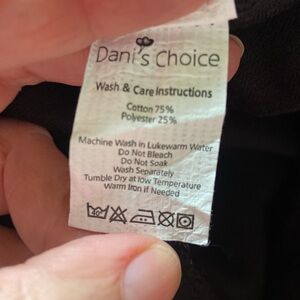 Dani's Choice
Wash & Care Instructions
Cotton 75%
Polyester 25%
Machine Wash in Lukewarm Water
Do Not Bleach
Do Not Soak
Wash Separately
Tumble Dry at low Temperature
Warm Iron if Needed
40